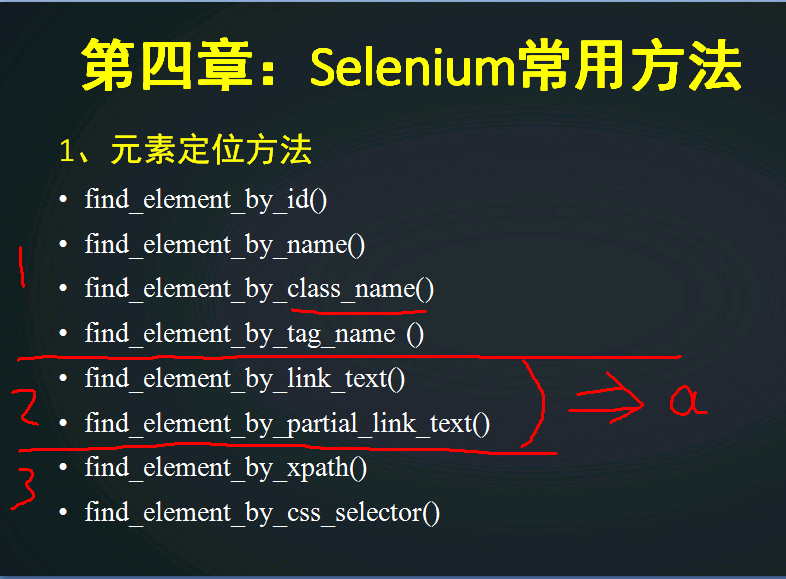 第四章：Selenium常用方法
1、元素定位方法
• find_element_by_id()
• find_element_by_name()
1
• find_element_by_class_name()
• find_element_by_tag_name ()
• find_element_by_link_text()
a
2
• find_element_by_partial_link_text()
3
• find_element_by_xpath()
• find_element_by_css_selector()